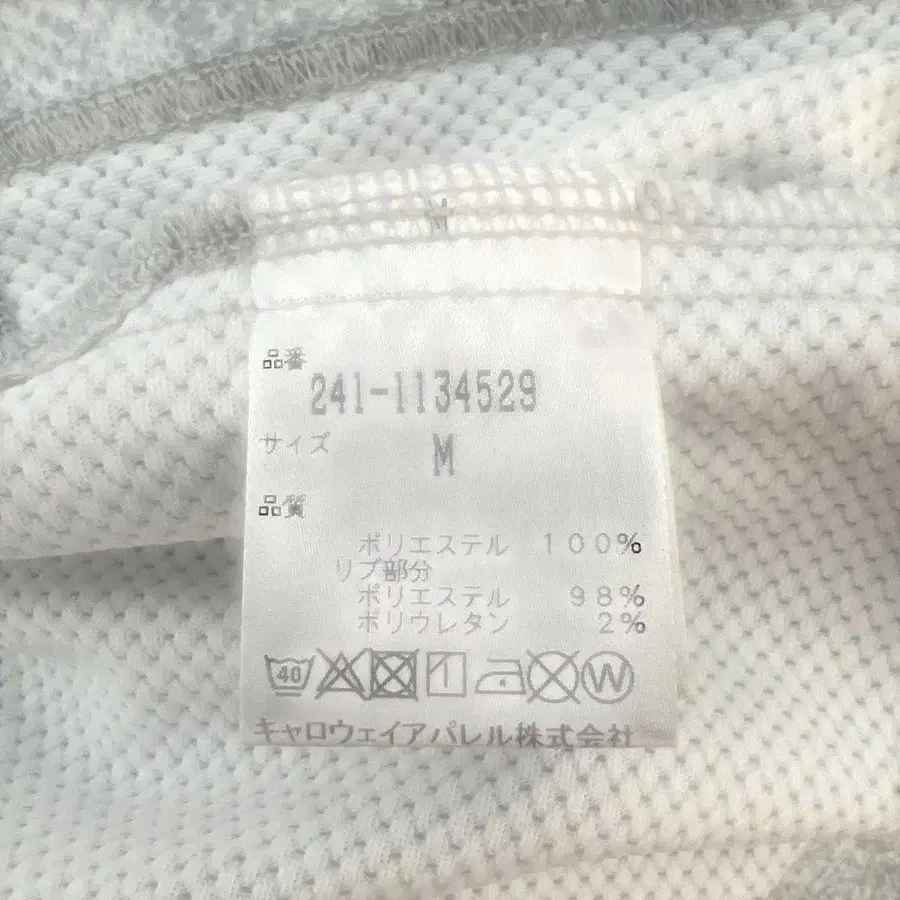 M
品番
241-1134529
サイズ
M
品質
ポリエステル 100%
リブ部分
ポリエステル 98%
ポリウレタン 2%
40 W
キャロウェイアパレル株式会社